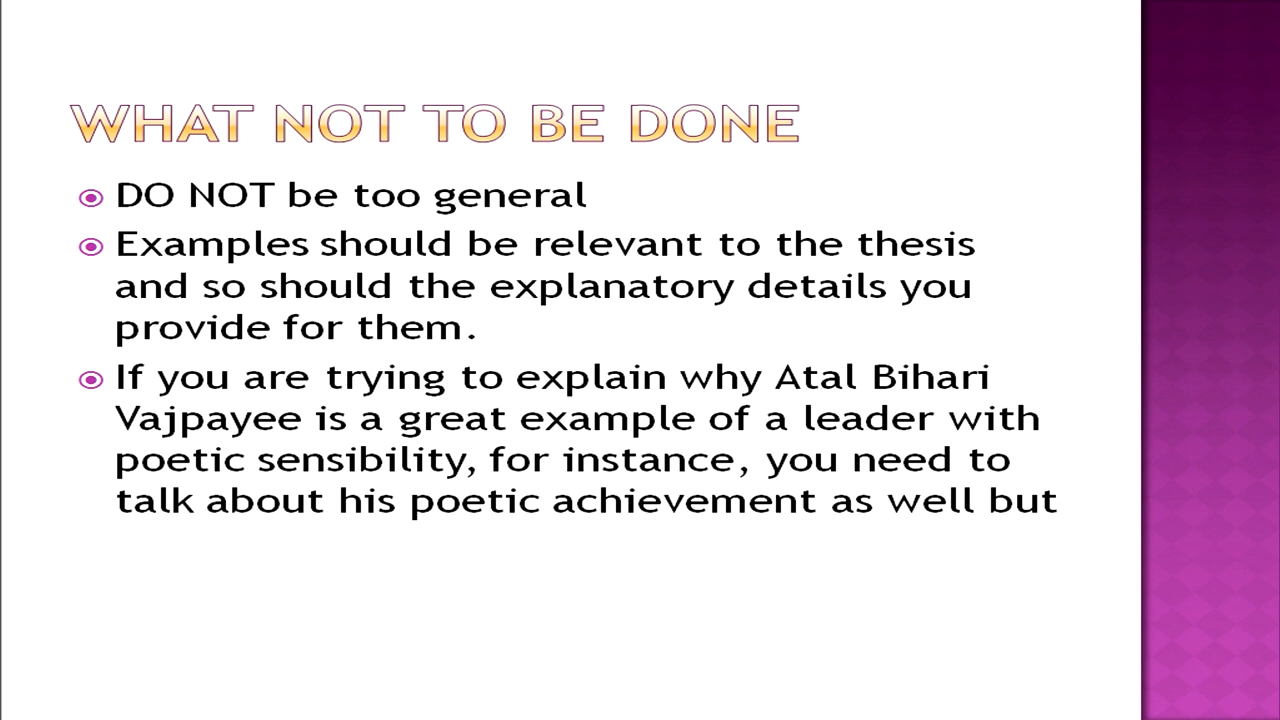 WHAT NOT TO BE DONE
DO NOT be too general
Examples should be relevant to the thesis
and so should the explanatory details you
provide for them.
If you are trying to explain why Atal Bihari
Vajpayee is a great example of a leader with
poetic sensibility, for instance, you need to
talk about his poetic achievement as well but